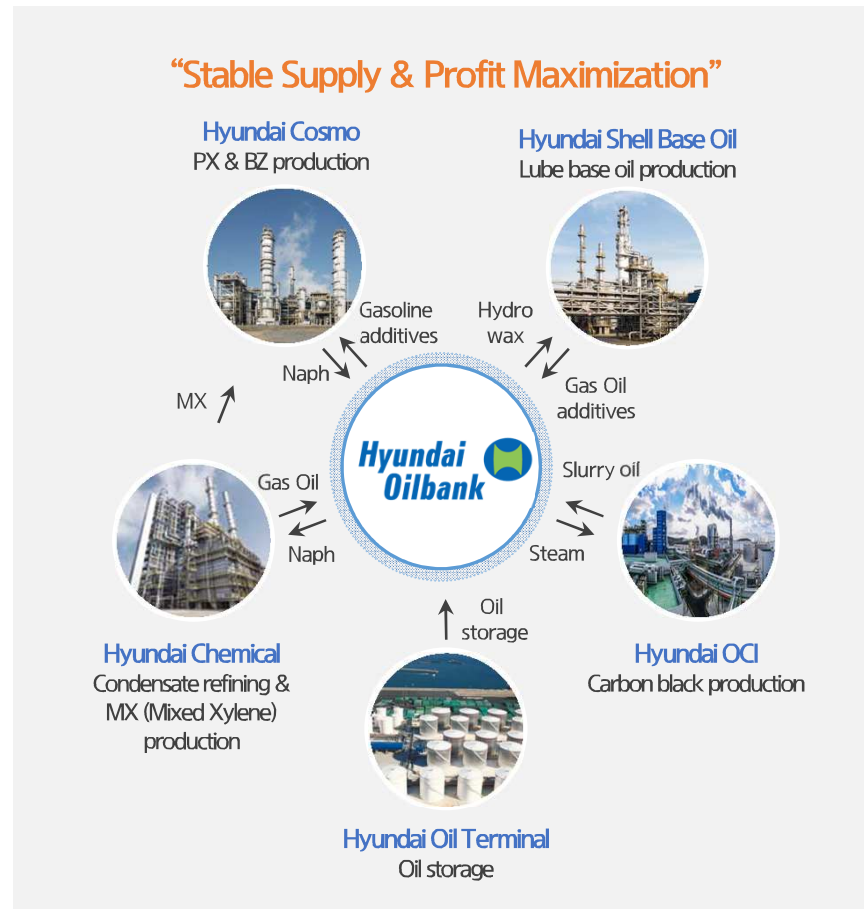 “Stable Supply & Profit Maximization”
Hyundai Cosmo
PX & BZ production
Hyundai Shell Base Oil
Lube base oil production
Gasoline
additives
Naph
Hydro
wax
Gas Oil
additives
MX
Gas Oil
Naph
Hyundai
Oilbank
Slurry oil
Steam
Oil
storage
Hyundai Chemical
Condensate refining &
MX (Mixed Xylene)
production
Hyundai OCI
Carbon black production
Hyundai Oil Terminal
Oil storage